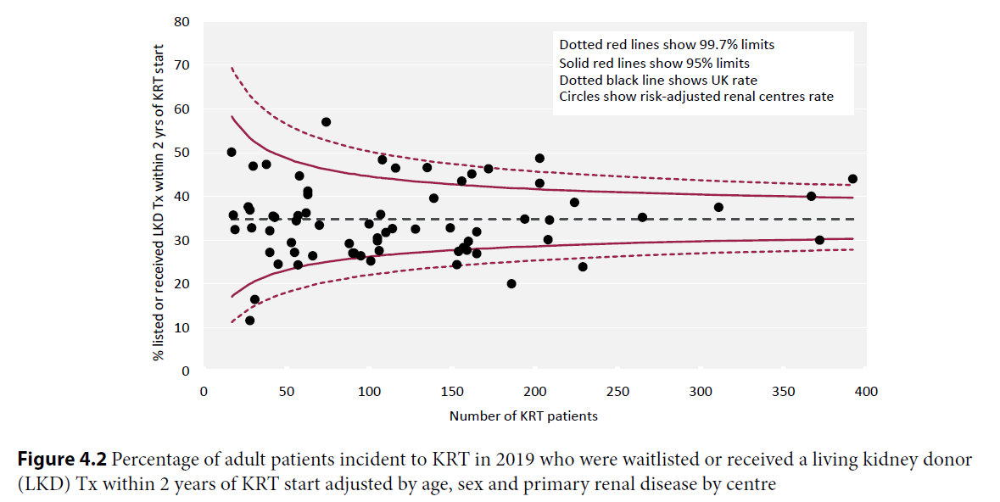 80
70
60
50
40
30
20
10
0
% listed or received LKD Tx within 2 yrs of KRT start
Dotted red lines show 99.7% limits
Solid red lines show 95% limits
Dotted black line shows UK rate
Circles show risk-adjusted renal centres rate
0 50 100 150 200 250 300 350 400
Number of KRT patients
Figure 4.2 Percentage of adult patients incident to KRT in 2019 who were waitlisted or received a living kidney donor
(LKD) Tx within 2 years of KRT start adjusted by age, sex and primary renal disease by centre